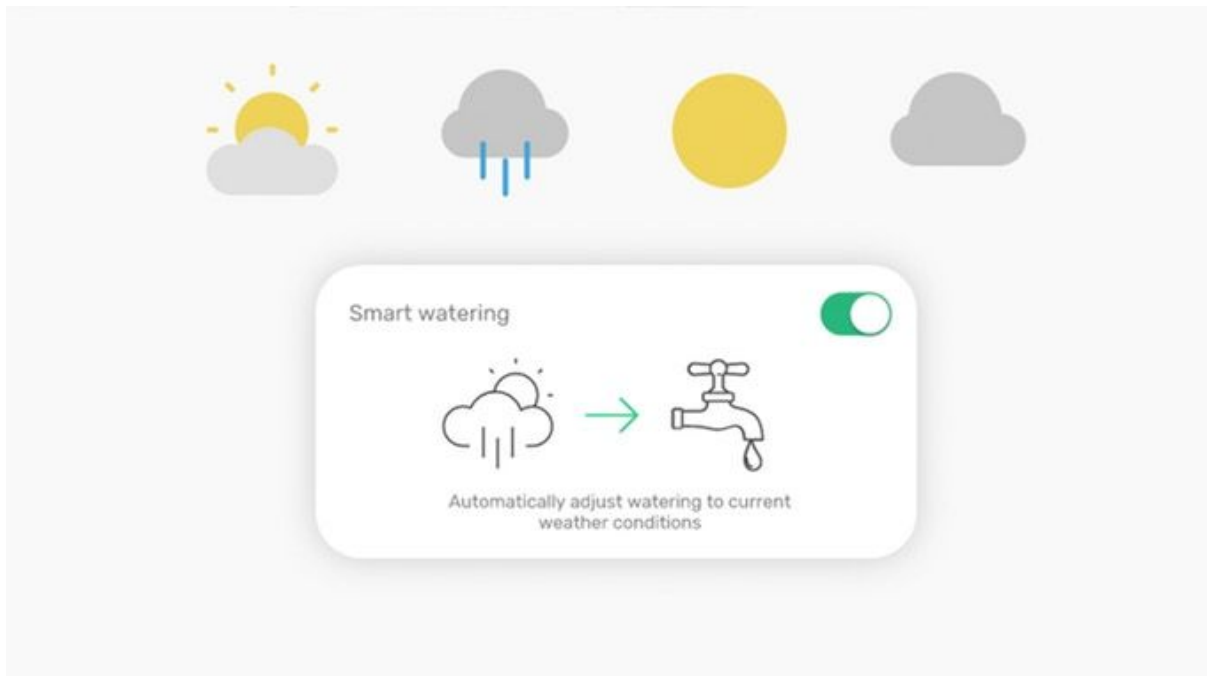 Smart watering
Automatically adjust watering to current
weather conditions